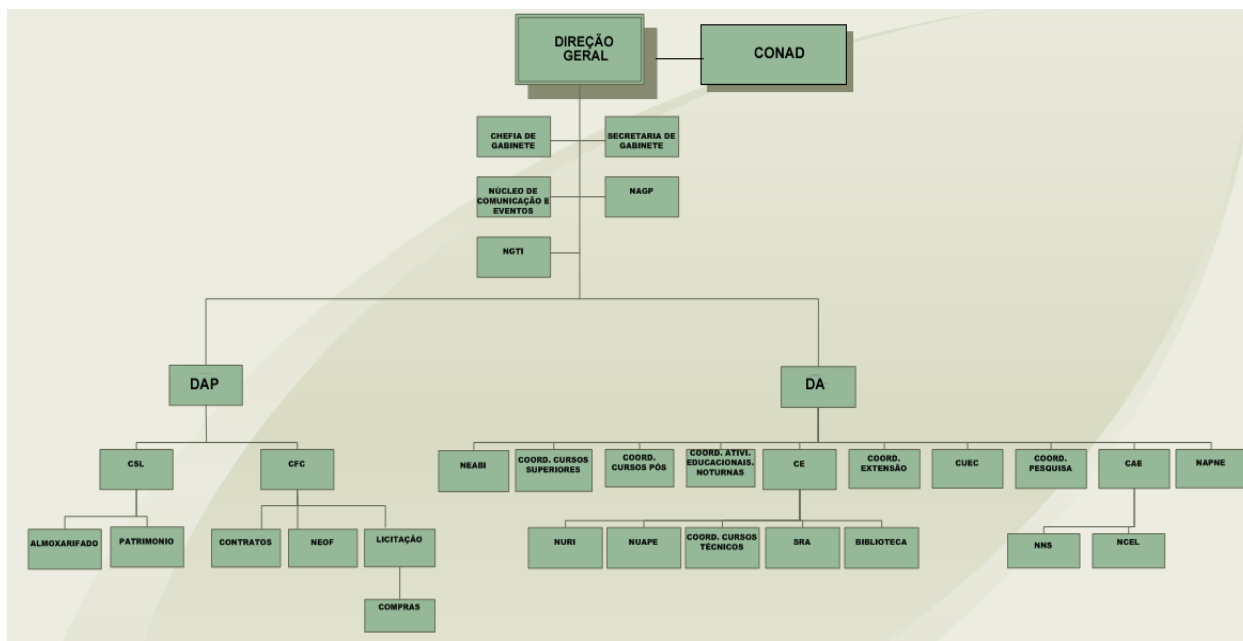 DIREÇÃO
GERAL
CONAD
CHEFIA DE
GABINETE
SECRETARIA DE
GABINETE
NÚCLEO DE
COMUNICAÇÃO E
EVENTOS
NAGP
NGTI
DAP
DA
CSL
CFC
NEABI
COORD. CURSOS
SUPERIORES
COORD.
CURSOS PÓS
COORD. ATIVI.
EDUCACIONAIS.
NOTURNAS
CE
COORD.
EXTENSÃO
CUEC
COORD.
PESQUISA
CAE
NAPNE
ALMOXARIFADO
PATRIMONIO
CONTRATOS
NEOF
LICITAÇÃO
NURI
NUAPE
COORD. CURSOS
TÉCNICOS
SRA
BIBLIOTECA
NNS
NCEL
COMPRAS